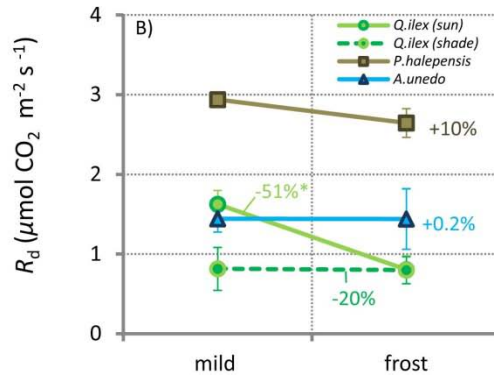 B)
Q.ilex (sun)
Q.ilex (shade)
P.halepensis
A.unedo
4
3
2
1
0
R_d (μmol CO₂ m⁻² s⁻¹)
+10%
-51%*
+0.2%
-20%
mild
frost